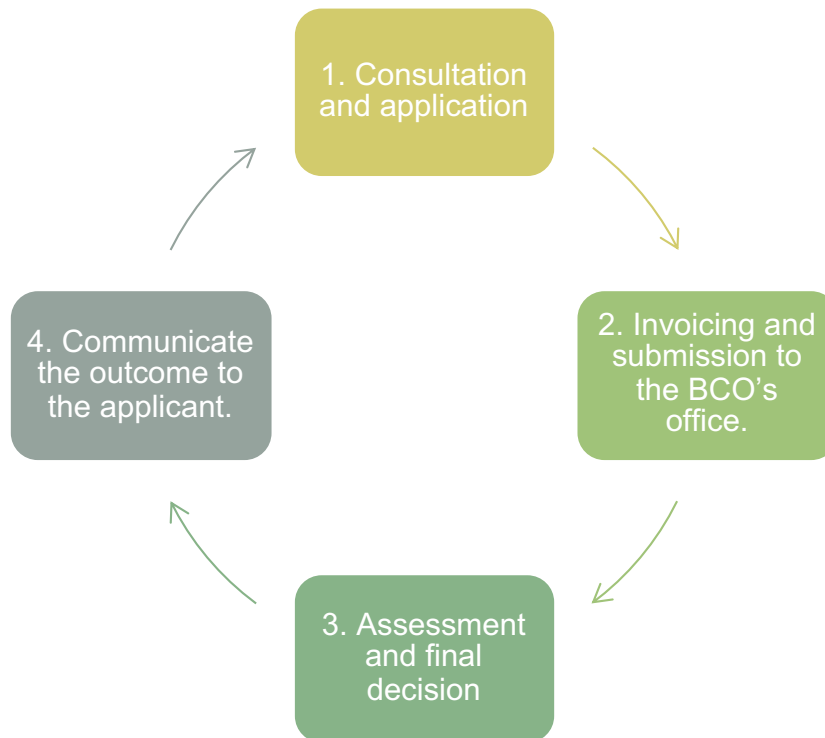 1. Consultation
and application
2. Invoicing and
submission to
the BCO’s
office.
3. Assessment
and final
decision
4. Communicate
the outcome to
the applicant.